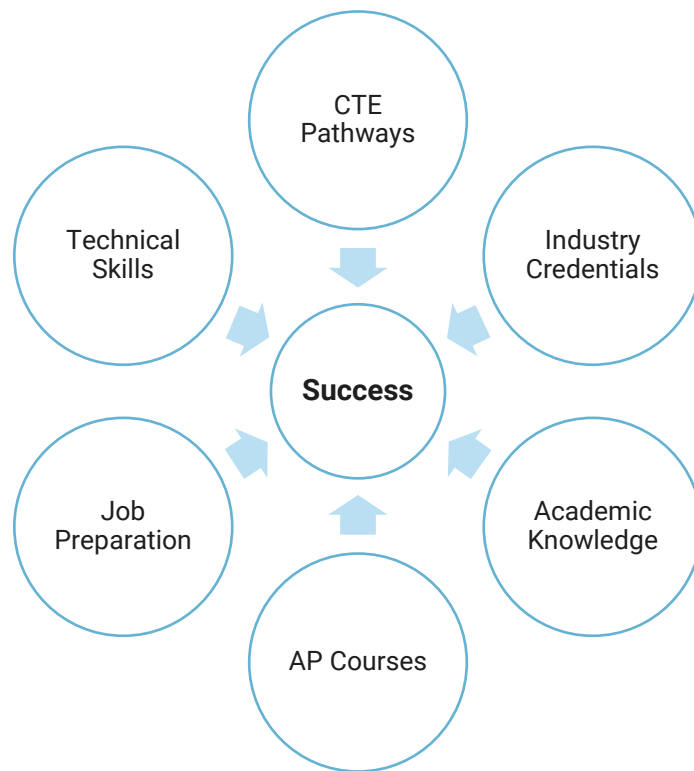 CTE
Pathways
Technical
Skills
Industry
Credentials
Success
Job
Preparation
Academic
Knowledge
AP Courses